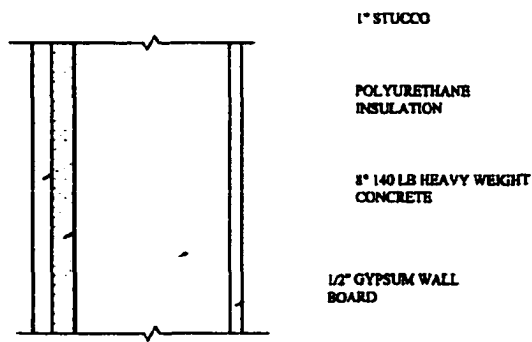 1" STUCCO
POLYURETHANE
INSULATION
8" 140 LB HEAVY WEIGHT
CONCRETE
1/2" GYPSUM WALL
BOARD